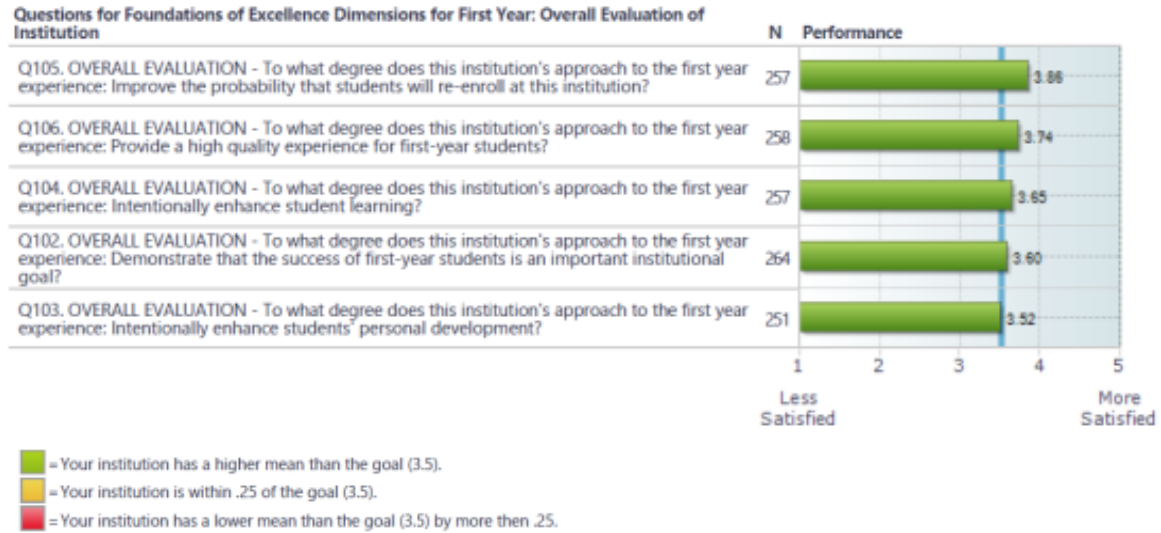 Questions for Foundations of Excellence Dimensions for First Year: Overall Evaluation of
Institution
N Performance
Q105. OVERALL EVALUATION - To what degree does this institution's approach to the first year
experience: Improve the probability that students will re-enroll at this institution?
257
3.86
Q106. OVERALL EVALUATION - To what degree does this institution's approach to the first year
experience: Provide a high quality experience for first-year students?
258
3.74
Q104. OVERALL EVALUATION - To what degree does this institution's approach to the first year
experience: Intentionally enhance student learning?
257
3.65
Q102. OVERALL EVALUATION - To what degree does this institution's approach to the first year
experience: Demonstrate that the success of first-year students is an important institutional
goal?
264
3.60
Q103. OVERALL EVALUATION - To what degree does this institution's approach to the first year
experience: Intentionally enhance students' personal development?
251
3.52
1 2 3 4 5
Less More
Satisfied Satisfied
= Your institution has a higher mean than the goal (3.5).
= Your institution is within .25 of the goal (3.5).
= Your institution has a lower mean than the goal (3.5) by more then .25.